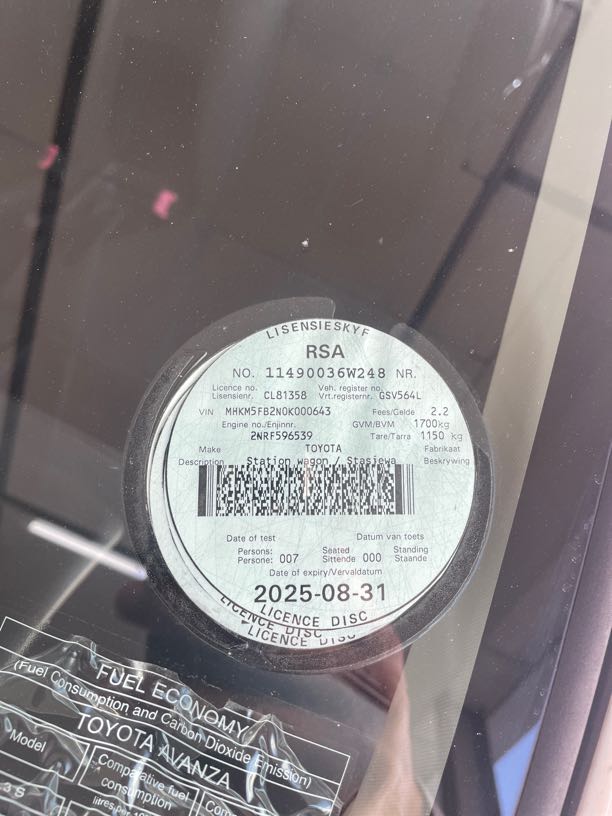 LISENSIESKYF
RSA
NO. 11490036W248 NR.
Licence no. Veh. register no.
Lisensienr. CL81358 Vrt.registernr. GSV564L
VIN MHKM5FB2N0K000643 Fees/Gelde 2.2
Engine no./Enjinnr. GVM/BVM 1700kg
2NRF596539 Tare/Tarra 1150 kg
Make TOYOTA Fabrikaat
Description Station wagon / Stasiewa Beskrywing
Date of test Datum van toets
Persons: Seated Standing
Persone: 007 Sittende 000 Staande
Date of expiry/Vervaldatum
2025-08-31
LICENCE DISC
LICENCE DISC
LICENCE DISC
FUEL ECONOMY
(Fuel Consumption and Carbon Dioxide Emission)
TOYOTA AVANZA
Model
Comparative fuel
consumption
litres per